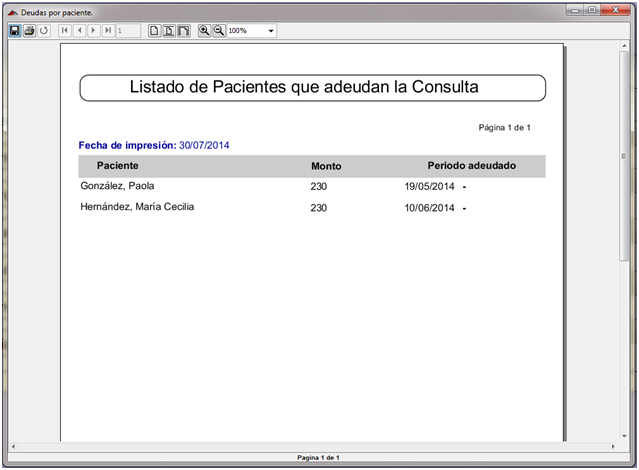 Deudas por paciente.
1
100%
Listado de Pacientes que adeudan la Consulta
Página 1 de 1
Fecha de impresión: 30/07/2014
Paciente Monto Periodo adeudado
González, Paola 230 19/05/2014 -
Hernández, María Cecilia 230 10/06/2014 -
Pagina 1 de 1